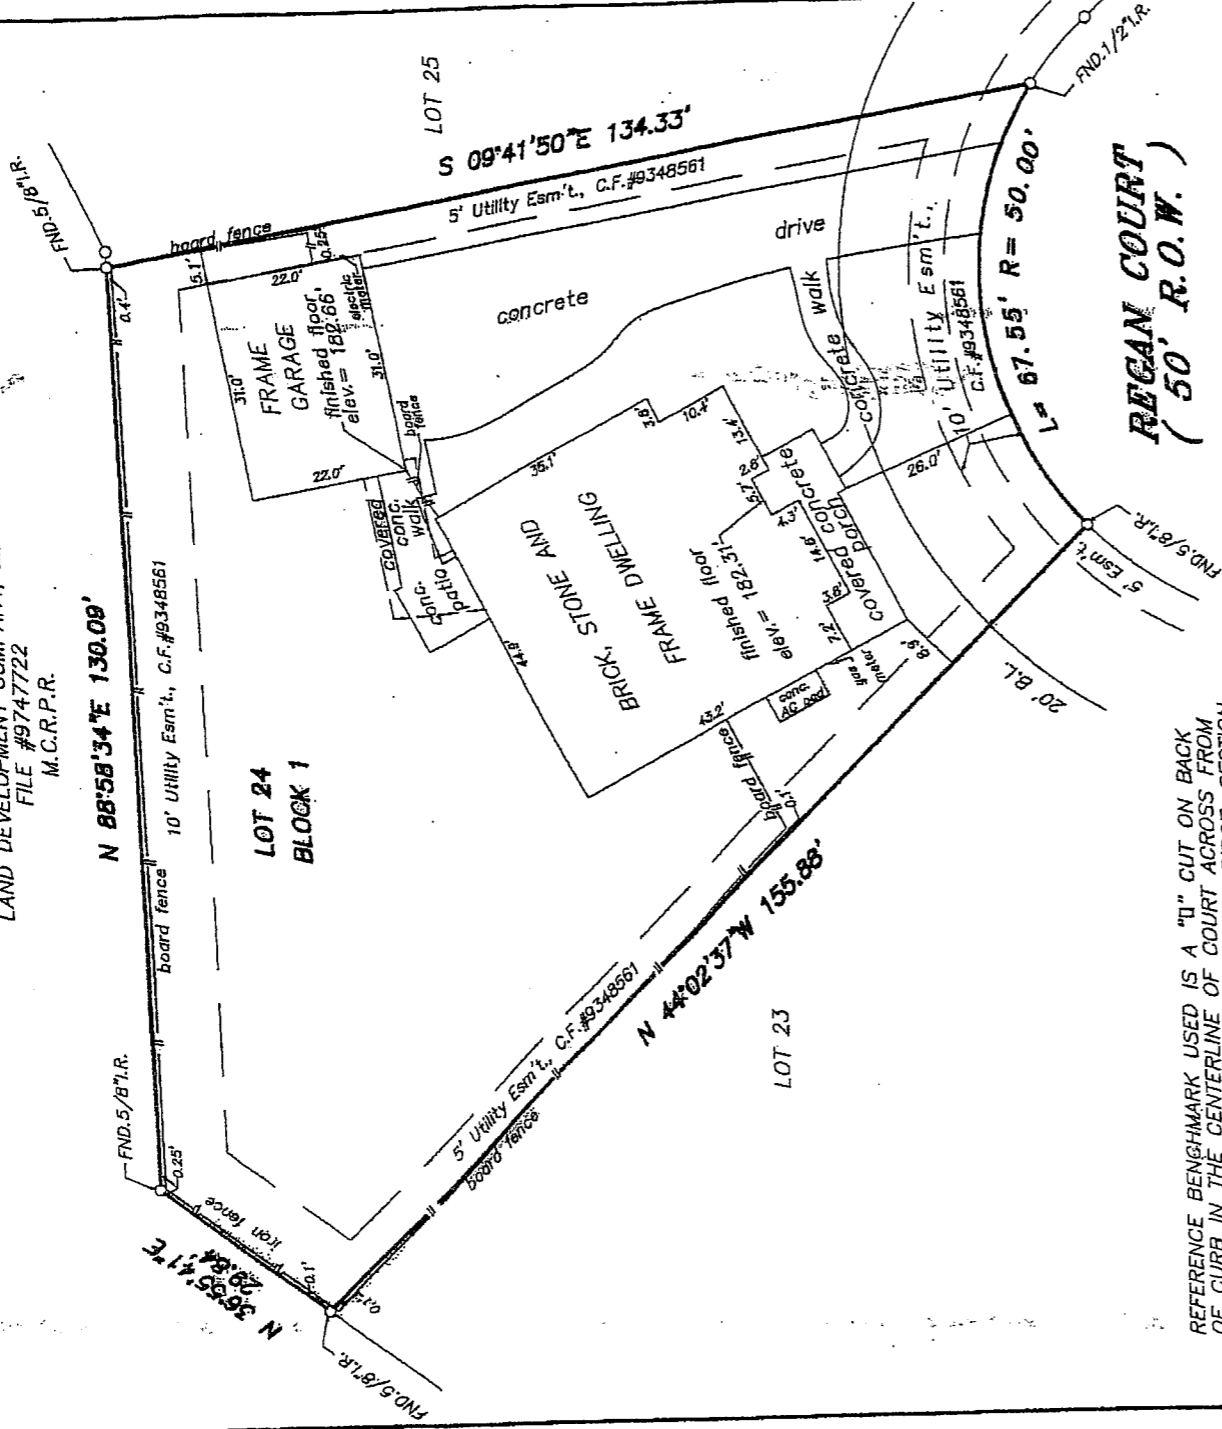 LAND DEVELOPMENT
FILE #9747722
M.C.R.P.R.
N 88°58'34"E 130.09'
10' Utility Esm't., C.F.#9348561
board fence
FND.5/8"I.R.
0.4'
FND.5/8"I.R.
0.25'
N 36°55'41"E
29.84'
iron fence
0.1'
FND.5/8"I.R.
LOT 24
BLOCK 1
LOT 25
S 09°41'50"E 134.33'
5' Utility Esm't., C.F.#9348561
board fence
5.1'
22.0'
0.25'
electric
meter
31.0'
FRAME
GARAGE
finished floor
elev.= 182.66'
31.0'
22.0'
board
fence
covered
conc.
walk
conc.
patio
concrete
drive
concrete walk
35.1'
3.8'
10.4'
13.4'
2.8'
5.7'
4.3'
14.6'
3.8'
7.2'
8.9'
44.8'
43.2'
BRICK, STONE AND
FRAME DWELLING
finished floor
elev.= 182.31'
covered concrete
porch
gas
meter
conc.
AC pad
board fence
0.1'
26.0'
10' Utility Esm't.,
C.F.#9348561
L= 67.55' R= 50.00'
FND.1/2"I.R.
FND.5/8"I.R.
5' Esm't.
20' B.L.
REGAN COURT
( 50' R.O.W. )
N 44°02'37"W 155.88'
5' Utility Esm't., C.F.#9348561
board fence
LOT 23
REFERENCE BENCHMARK USED IS A "□" CUT ON BACK
OF CURB IN THE CENTERLINE OF COURT ACROSS FROM